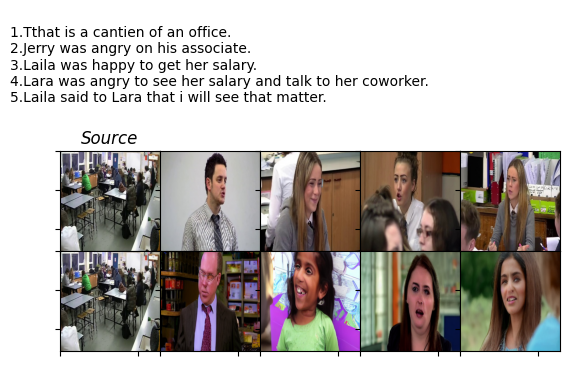 1.Tthat is a cantien of an office.
2.Jerry was angry on his associate.
3.Laila was happy to get her salary.
4.Lara was angry to see her salary and talk to her coworker.
5.Laila said to Lara that i will see that matter.
Source